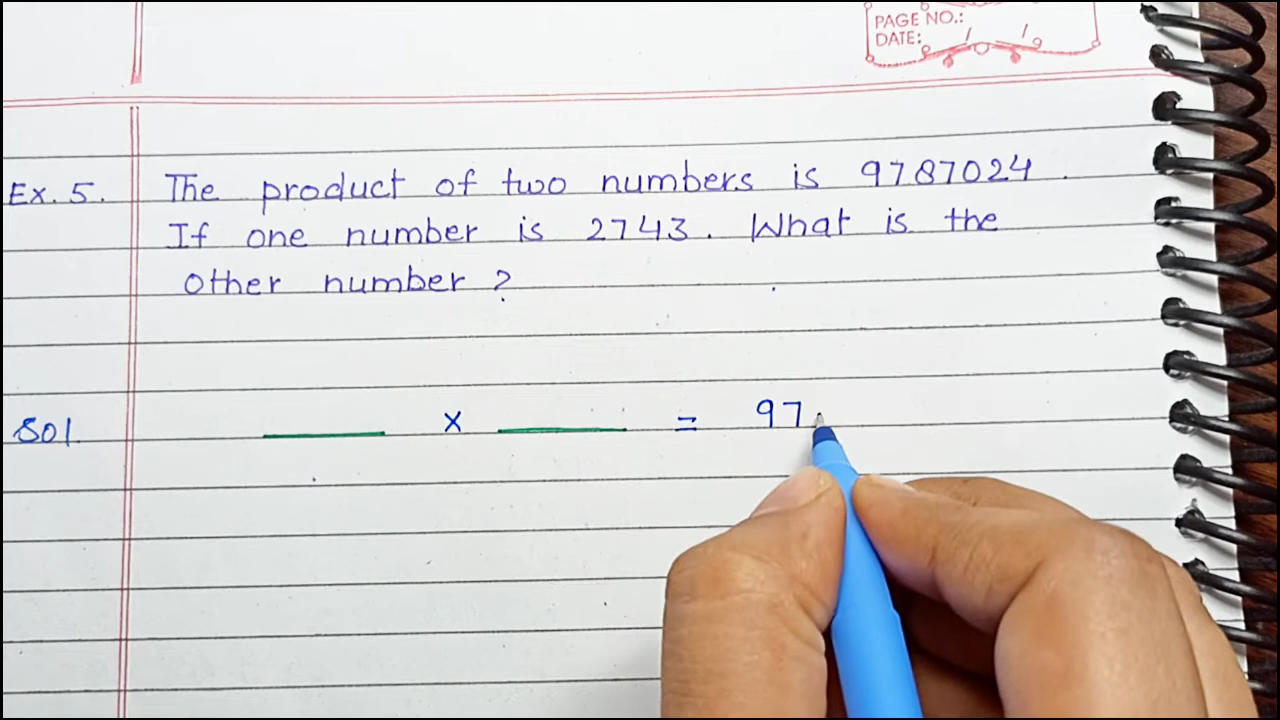 PAGE NO.:
DATE: / /
Ex. 5. The product of two numbers is 9787024.
If one number is 2743. What is the
other number ?
Sol ____ x ____ = 97